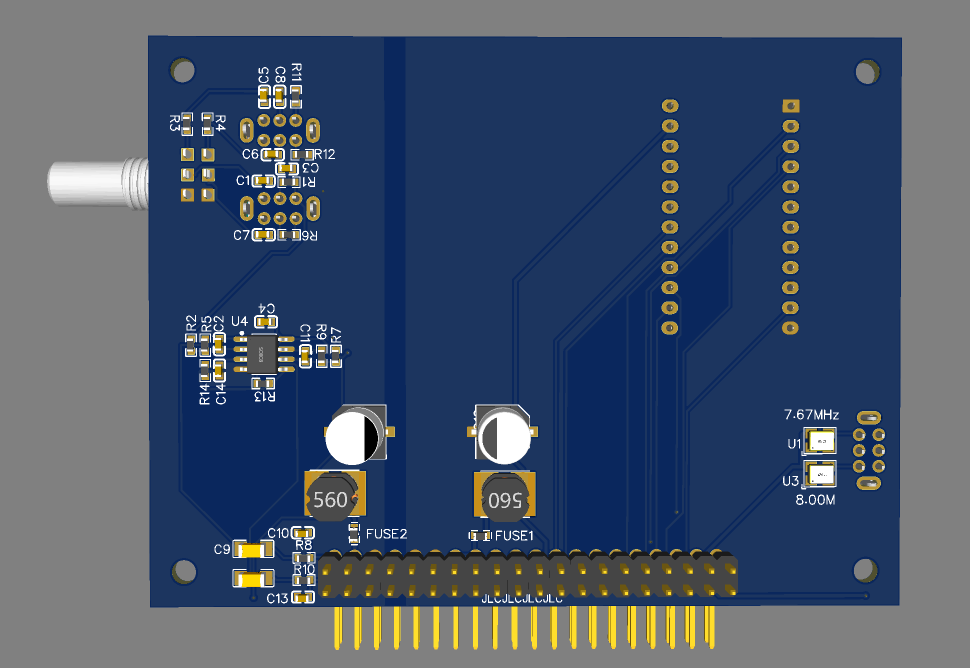 C5
C8
R11
R3
R4
C6
R12
C3
C1
R1
C7
R6
C4
U4
R2
R5
C2
C11
R9
R7
R14
C14
R13
7.67MHz
U1
U3
8.00M
560
560
C10
FUSE2
FUSE1
C9
R8
R10
C13
JLCJLCJLCJLC